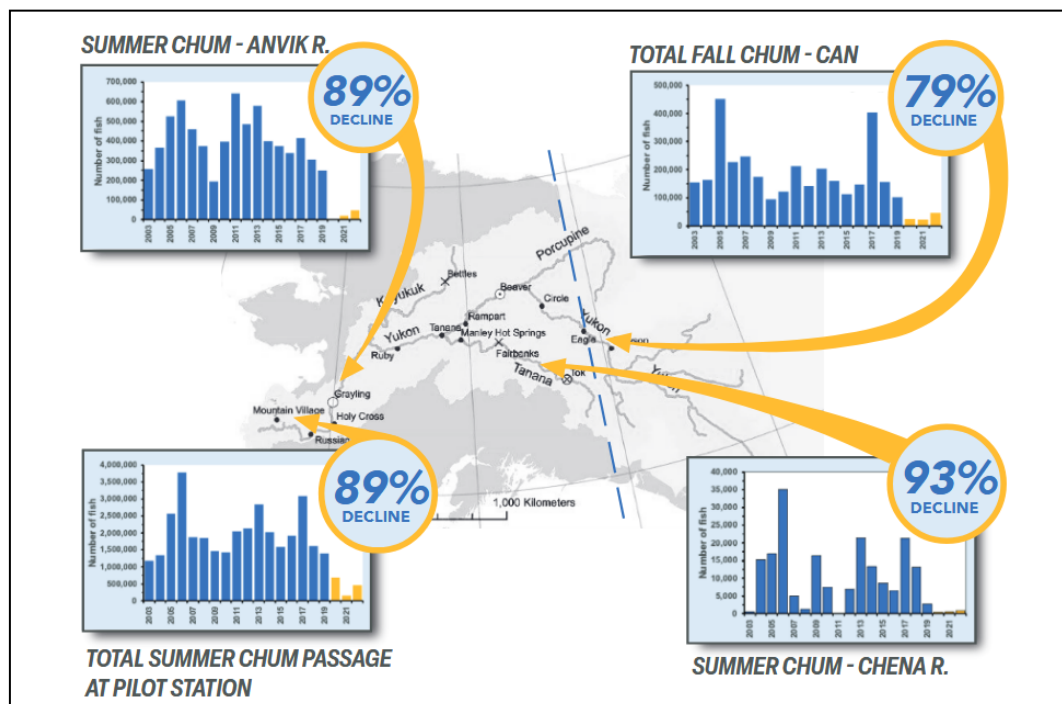 SUMMER CHUM - ANVIK R.
89%
DECLINE
Number of fish
700,000
600,000
500,000
400,000
300,000
200,000
100,000
0
2003
2005
2007
2009
2011
2013
2015
2017
2019
2021
TOTAL FALL CHUM - CAN
79%
DECLINE
Number of fish
500,000
400,000
300,000
200,000
100,000
0
2003
2005
2007
2009
2011
2013
2015
2017
2019
2021
Porcupine
Bettles
Koyukuk
Beaver
Circle
Rampart
Yukon
Tanana
Manley Hot Springs
Yukon
Eagle
Ruby
Fairbanks
Tanana
Tok
Yukon
Grayling
Mountain Village
Holy Cross
Russian
1,000 Kilometers
89%
DECLINE
Number of fish
4,000,000
3,500,000
3,000,000
2,500,000
2,000,000
1,500,000
1,000,000
500,000
0
2003
2005
2007
2009
2011
2013
2015
2017
2019
2021
TOTAL SUMMER CHUM PASSAGE
AT PILOT STATION
93%
DECLINE
Number of fish
40,000
35,000
30,000
25,000
20,000
15,000
10,000
5,000
0
2003
2005
2007
2009
2011
2013
2015
2017
2019
2021
SUMMER CHUM - CHENA R.